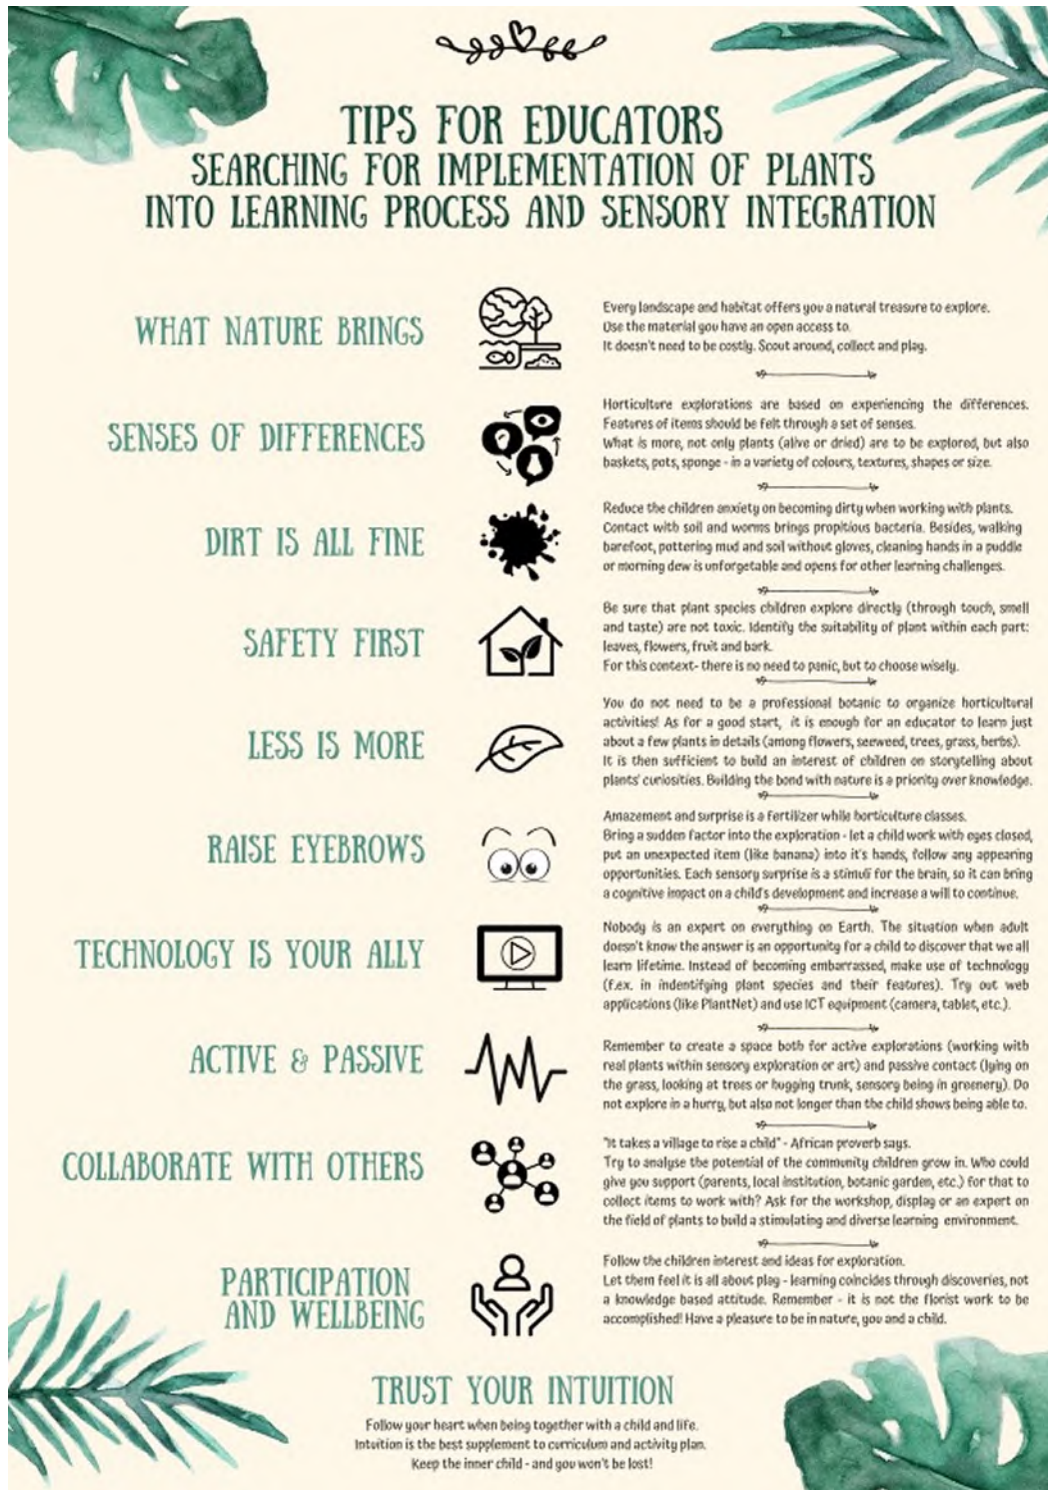 TIPS FOR EDUCATORS
SEARCHING FOR IMPLEMENTATION OF PLANTS
INTO LEARNING PROCESS AND SENSORY INTEGRATION
WHAT NATURE BRINGS
Every landscape and habitat offers you a natural treasure to explore.
Use the material you have an open access to.
It doesn't need to be costly. Scout around, collect and play.
SENSES OF DIFFERENCES
Horticulture explorations are based on experiencing the differences.
Features of items should be felt through a set of senses.
What is more, not only plants (alive or dried) are to be explored, but also
baskets, pots, sponge - in a variety of colours, textures, shapes or size.
DIRT IS ALL FINE
Reduce the children anxiety on becoming dirty when working with plants.
Contact with soil and worms brings propitious bacteria. Besides, walking
barefoot, pottering mud and soil without gloves, cleaning hands in a puddle
or morning dew is unforgetable and opens for other learning challenges.
SAFETY FIRST
Be sure that plant species children explore directly (through touch, smell
and taste) are not toxic. Identify the suitability of plant within each part:
leaves, flowers, fruit and bark.
For this context- there is no need to panic, but to choose wisely.
LESS IS MORE
You do not need to be a professional botanic to organize horticultural
activities! As for a good start, it is enough for an educator to learn just
about a few plants in details (among flowers, seeweed, trees, grass, herbs).
It is then sufficient to build an interest of children on storytelling about
plants' curiosities. Building the bond with nature is a priority over knowledge.
RAISE EYEBROWS
Amazement and surprise is a fertilizer while horticulture classes.
Bring a sudden factor into the exploration - let a child work with eyes closed,
put an unexpected item (like banana) into it's hands, follow any appearing
opportunities. Each sensory surprise is a stimuli for the brain, so it can bring
a cognitive impact on a child's development and increase a will to continue.
TECHNOLOGY IS YOUR ALLY
Nobody is an expert on everything on Earth. The situation when adult
doesn't know the answer is an opportunity for a child to discover that we all
learn lifetime. Instead of becoming embarrassed, make use of technology
(f.ex. in indentifying plant species and their features). Try out web
applications (like PlantNet) and use ICT equipment (camera, tablet, etc.).
ACTIVE & PASSIVE
Remember to create a space both for active explorations (working with
real plants within sensory exploration or art) and passive contact (lying on
the grass, looking at trees or hugging trunk, sensory being in greenery). Do
not explore in a hurry, but also not longer than the child shows being able to.
COLLABORATE WITH OTHERS
"It takes a village to rise a child" - African proverb says.
Try to analyse the potential of the community children grow in. Who could
give you support (parents, local institution, botanic garden, etc.) for that to
collect items to work with? Ask for the workshop, display or an expert on
the field of plants to build a stimulating and diverse learning environment.
PARTICIPATION
AND WELLBEING
Follow the children interest and ideas for exploration.
Let them feel it is all about play - learning coincides through discoveries, not
a knowledge based attitude. Remember - it is not the florist work to be
accomplished! Have a pleasure to be in nature, you and a child.
TRUST YOUR INTUITION
Follow your heart when being together with a child and life.
Intuition is the best supplement to curriculum and activity plan.
Keep the inner child - and you won't be lost!